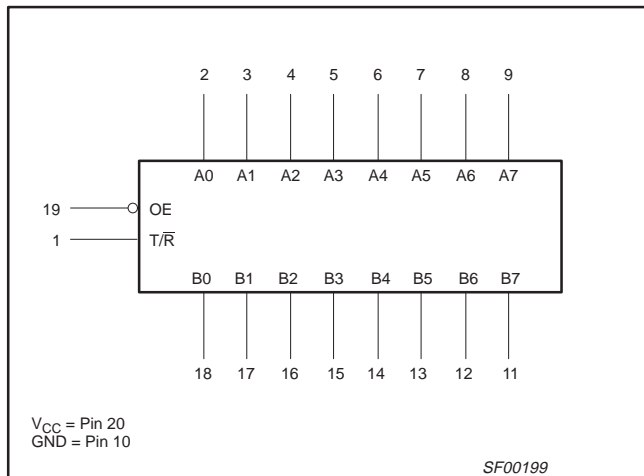 2 3 4 5 6 7 8 9
A0 A1 A2 A3 A4 A5 A6 A7
19 OE
1 T/R̅
B0 B1 B2 B3 B4 B5 B6 B7
18 17 16 15 14 13 12 11
VCC = Pin 20
GND = Pin 10
SF00199